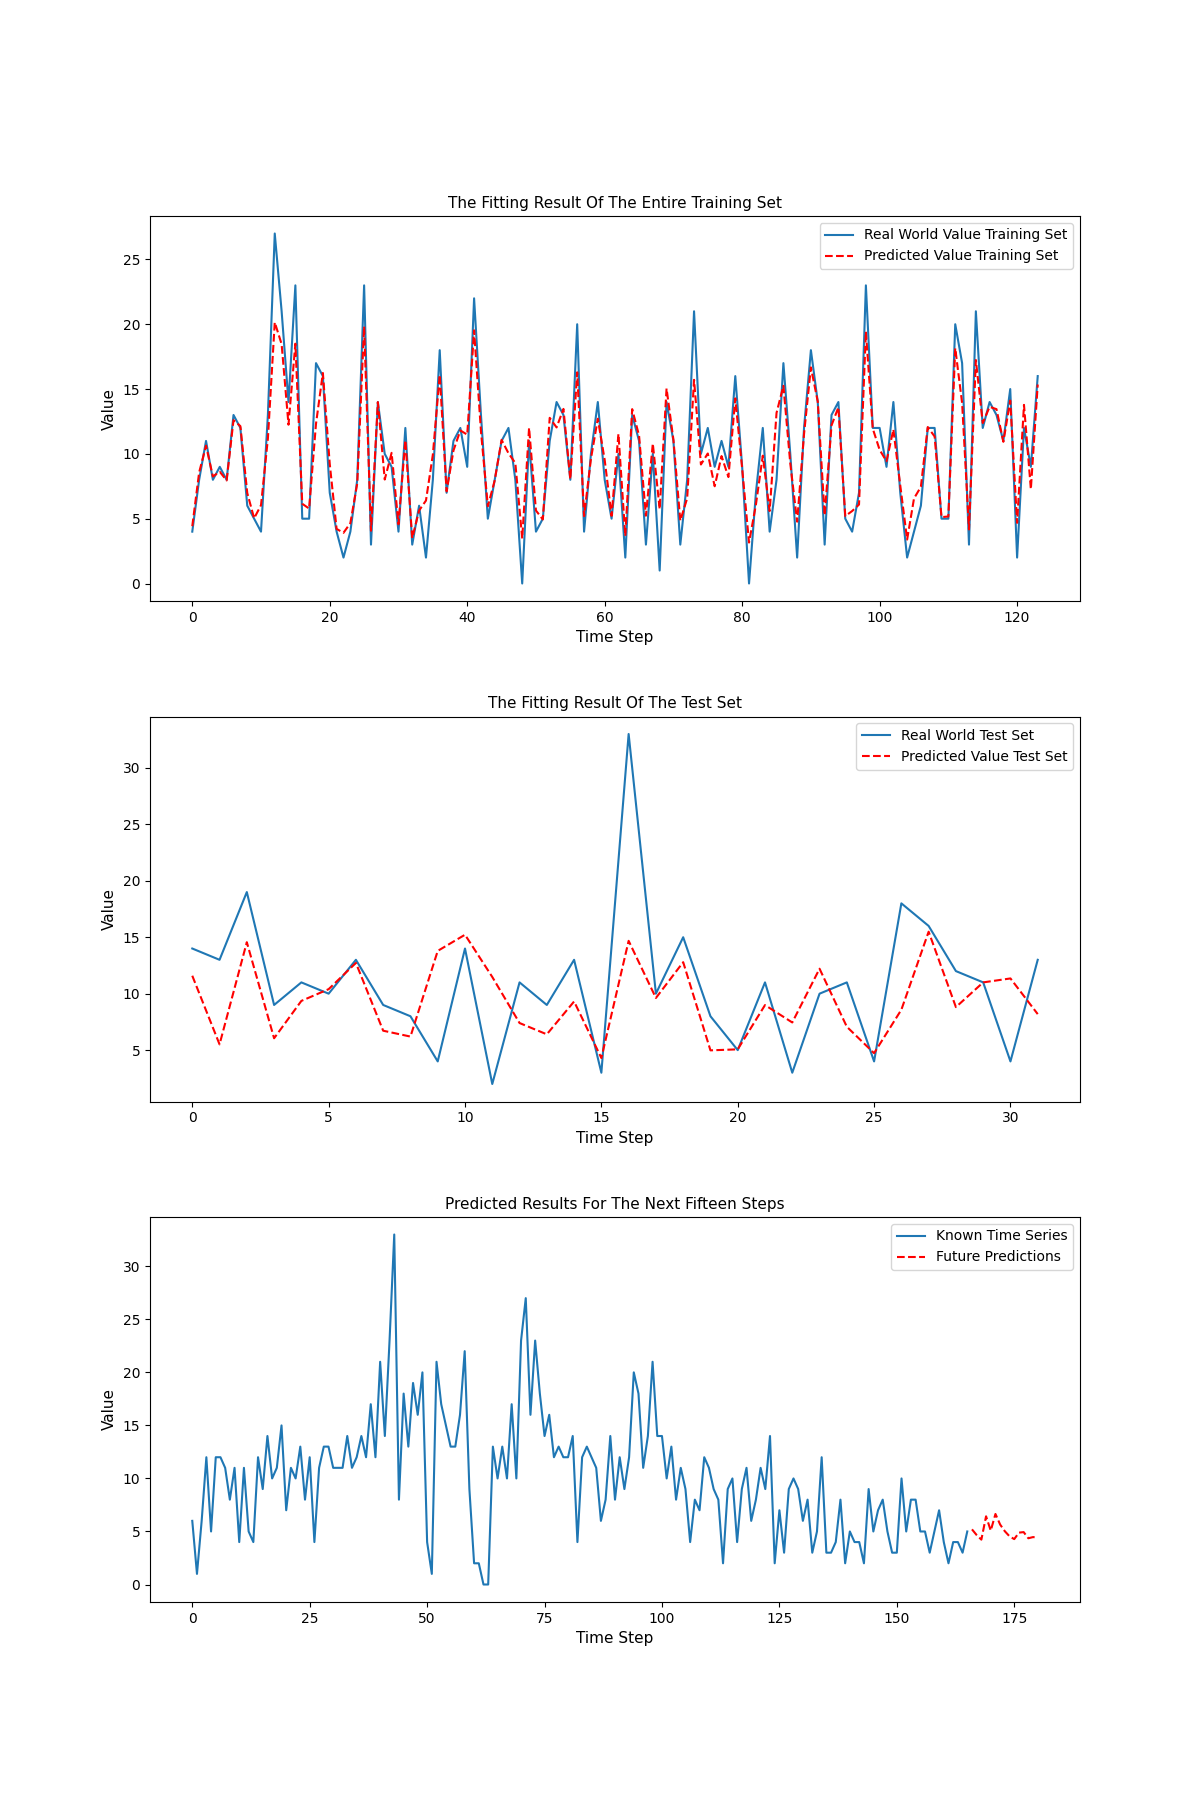 The Fitting Result Of The Entire Training Set
Real World Value Training Set
Predicted Value Training Set
Value
25
20
15
10
5
0
0 20 40 60 80 100 120
Time Step
The Fitting Result Of The Test Set
Real World Test Set
Predicted Value Test Set
Value
30
25
20
15
10
5
0 5 10 15 20 25 30
Time Step
Predicted Results For The Next Fifteen Steps
Known Time Series
Future Predictions
Value
30
25
20
15
10
5
0
0 25 50 75 100 125 150 175
Time Step